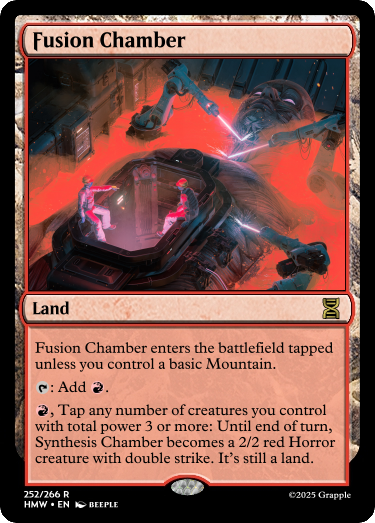 Fusion Chamber
Land
Fusion Chamber enters the battlefield tapped
unless you control a basic Mountain.
: Add .
, Tap any number of creatures you control
with total power 3 or more: Until end of turn,
Synthesis Chamber becomes a 2/2 red Horror
creature with double strike. It's still a land.
252/266 R
HMW • EN BEEPLE
©2025 Grapple